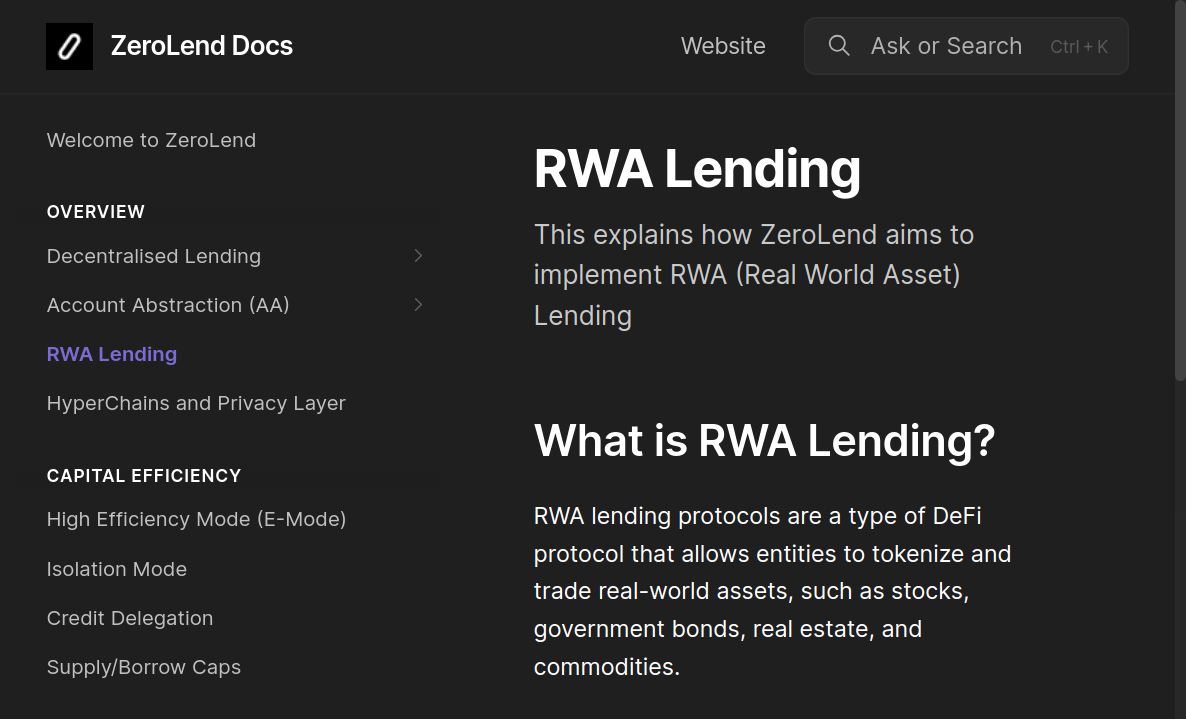 ZeroLend Docs
Website
Ask or Search
Ctrl + K
Welcome to ZeroLend
OVERVIEW
Decentralised Lending
Account Abstraction (AA)
RWA Lending
HyperChains and Privacy Layer
CAPITAL EFFICIENCY
High Efficiency Mode (E-Mode)
Isolation Mode
Credit Delegation
Supply/Borrow Caps
RWA Lending
This explains how ZeroLend aims to
implement RWA (Real World Asset)
Lending
What is RWA Lending?
RWA lending protocols are a type of DeFi
protocol that allows entities to tokenize and
trade real-world assets, such as stocks,
government bonds, real estate, and
commodities.